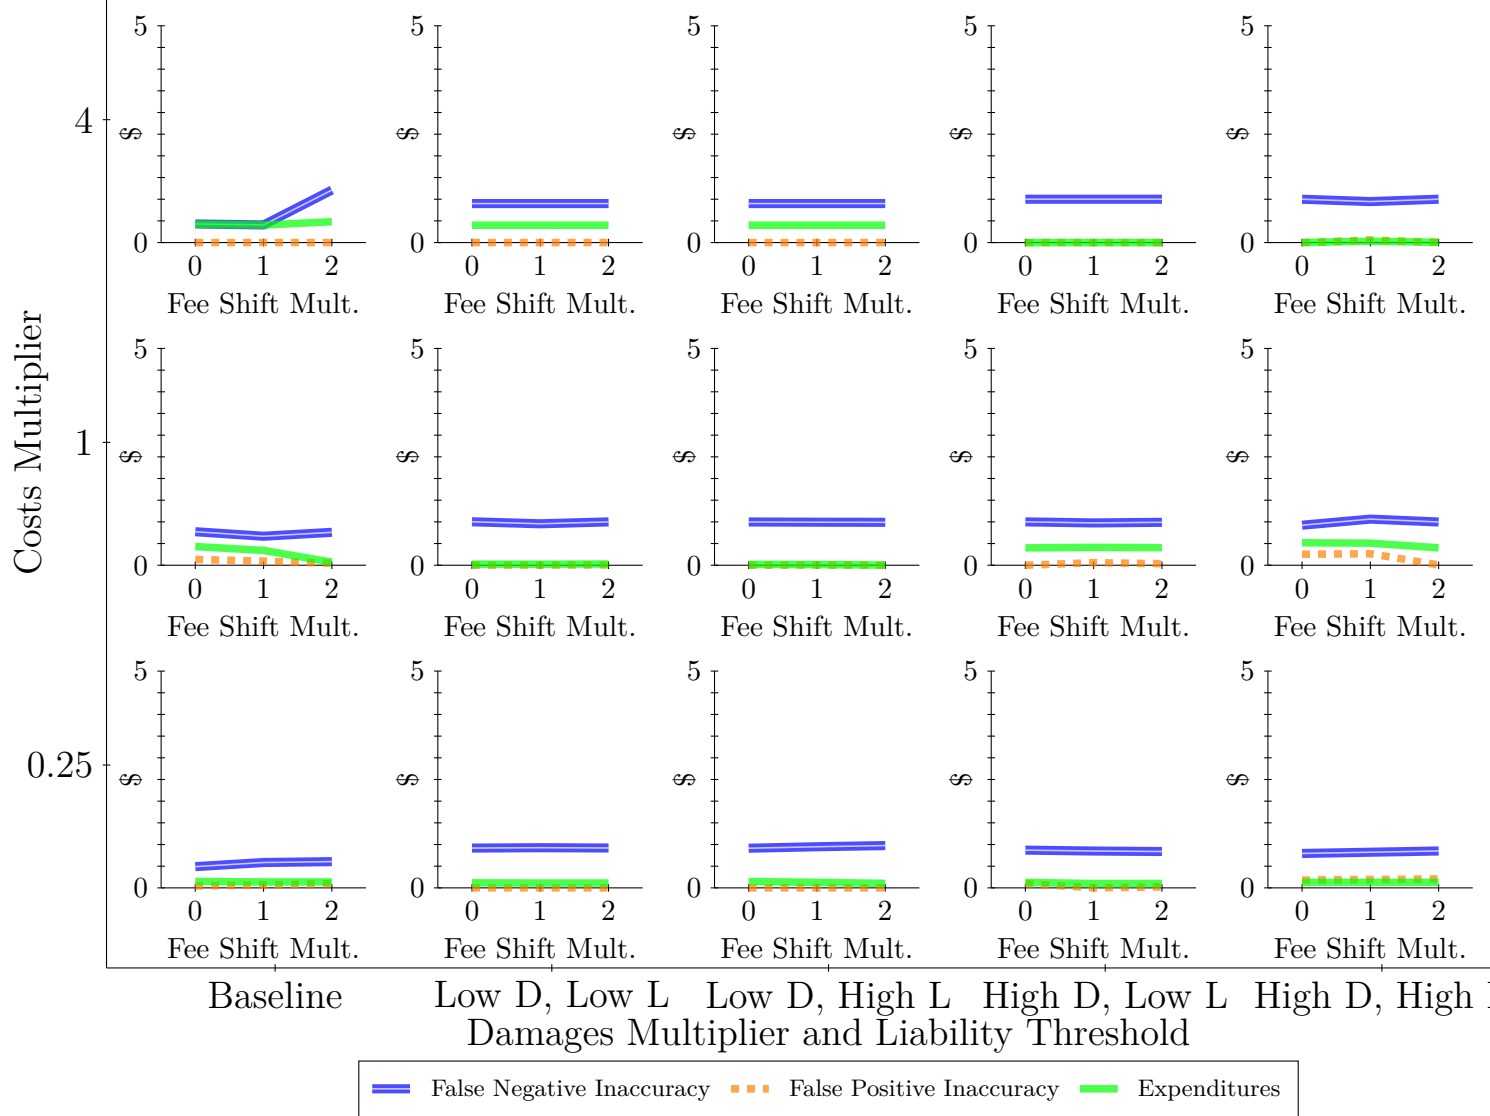 5 5 5 5 5
4 $ $ $ $ $
0 0 0 0 0
0 1 2 0 1 2 0 1 2 0 1 2 0 1 2
Fee Shift Mult. Fee Shift Mult. Fee Shift Mult. Fee Shift Mult. Fee Shift Mult.
Costs Multiplier
5 5 5 5 5
1 $ $ $ $ $
0 0 0 0 0
0 1 2 0 1 2 0 1 2 0 1 2 0 1 2
Fee Shift Mult. Fee Shift Mult. Fee Shift Mult. Fee Shift Mult. Fee Shift Mult.
5 5 5 5 5
0.25 $ $ $ $ $
0 0 0 0 0
0 1 2 0 1 2 0 1 2 0 1 2 0 1 2
Fee Shift Mult. Fee Shift Mult. Fee Shift Mult. Fee Shift Mult. Fee Shift Mult.
Baseline Low D, Low L Low D, High L High D, Low L High D, High
Damages Multiplier and Liability Threshold
False Negative Inaccuracy False Positive Inaccuracy Expenditures